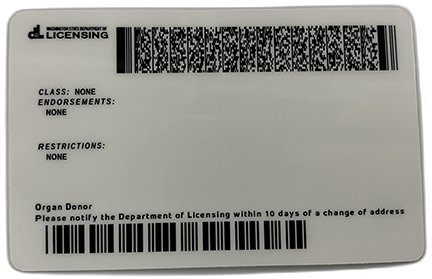 WASHINGTON STATE DEPARTMENT OF
dL LICENSING
CLASS: NONE
ENDORSEMENTS:
NONE
RESTRICTIONS:
NONE
Organ Donor
Please notify the Department of Licensing within 10 days of a change of address